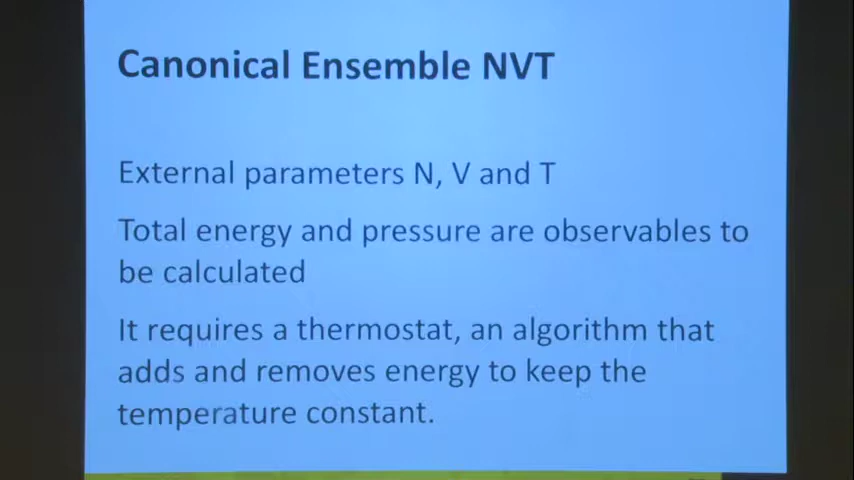 Canonical Ensemble NVT
External parameters N, V and T
Total energy and pressure are observables to
be calculated
It requires a thermostat, an algorithm that
adds and removes energy to keep the
temperature constant.